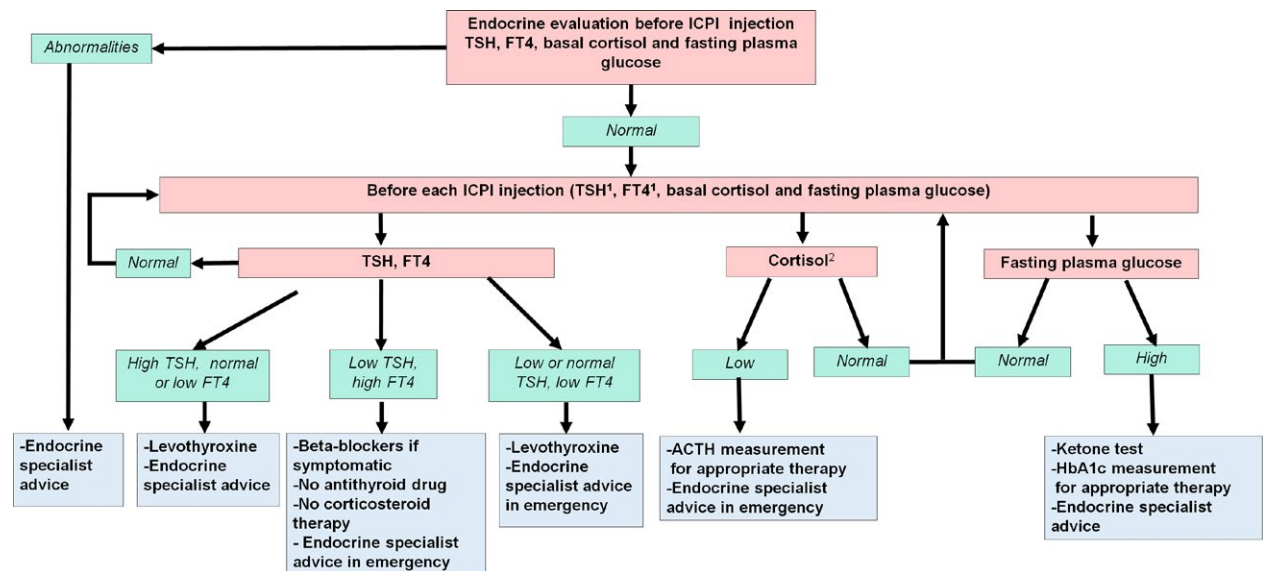 Endocrine evaluation before ICPI injection
TSH, FT4, basal cortisol and fasting plasma
glucose
Abnormalities
Normal
Before each ICPI injection (TSH¹, FT4¹, basal cortisol and fasting plasma glucose)
Normal
TSH, FT4
Cortisol²
Fasting plasma glucose
High TSH, normal
or low FT4
Low TSH,
high FT4
Low or normal
TSH, low FT4
Low
Normal
Normal
High
-Endocrine
specialist
advice
-Levothyroxine
-Endocrine
specialist advice
-Beta-blockers if
symptomatic
-No antithyroid drug
-No corticosteroid
therapy
- Endocrine specialist
advice in emergency
-Levothyroxine
-Endocrine
specialist advice
in emergency
-ACTH measurement
for appropriate therapy
-Endocrine specialist
advice in emergency
-Ketone test
-HbA1c measurement
for appropriate therapy
-Endocrine specialist
advice